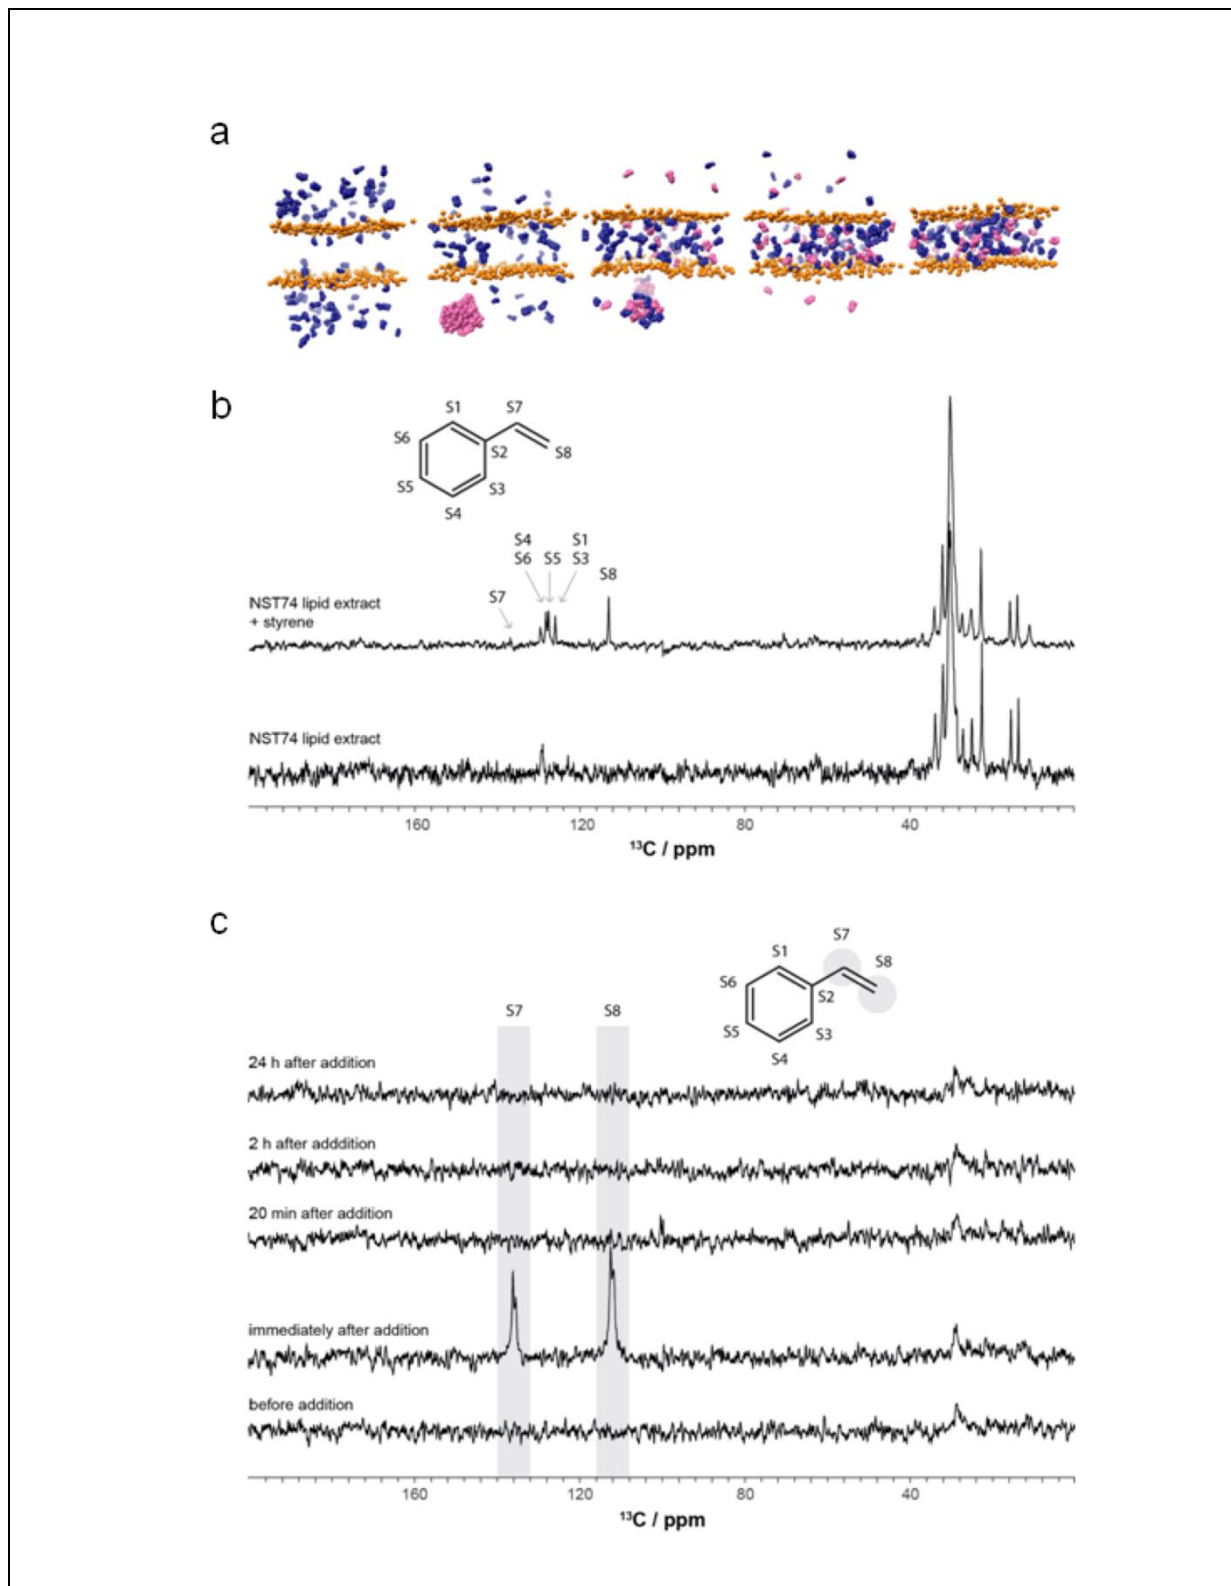 a
b
S1
S7
S6
S2
S8
S5
S3
S4
S4
S1
S6
S5
S3
S8
S7
NST74 lipid extract
+ styrene
NST74 lipid extract
160
120
80
40
¹³C / ppm
c
S7
S1
S8
S6
S2
S7
S8
S5
S3
S4
24 h after addition
2 h after adddition
20 min after addition
immediately after addition
before addition
160
120
80
40
¹³C / ppm